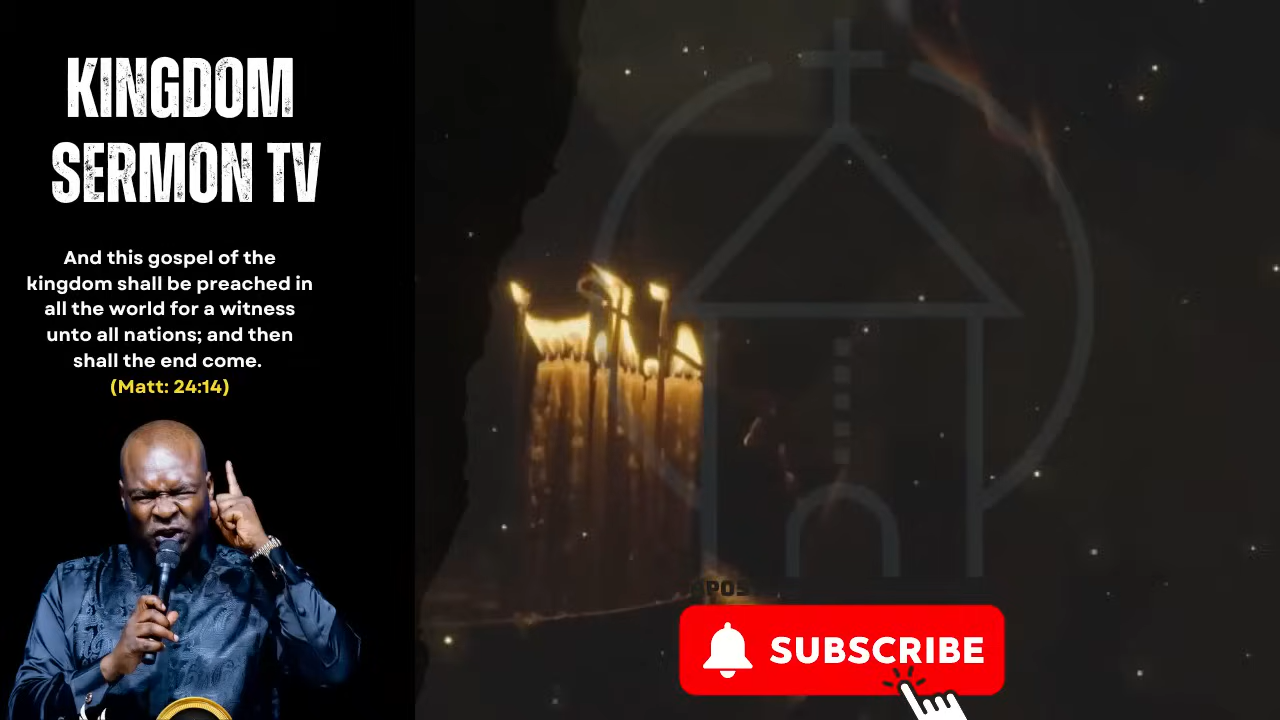 KINGDOM
SERMON TV
And this gospel of the
kingdom shall be preached in
all the world for a witness
unto all nations; and then
shall the end come.
(Matt: 24:14)
APOS
SUBSCRIBE